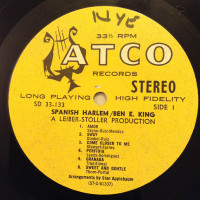 NYE
33⅓ RPM
ATCO
RECORDS
LONG PLAYING STEREO
HIGH FIDELITY
SD 33-133 SIDE 1
SPANISH HARLEM/BEN E. KING
A LEIBER-STOLLER PRODUCTION
1 AMOR
2 SWAY
3 COME CLOSER TO ME
4 PERFIDIA
5 GRANADA
6 SWEET AND GENTLE
Arrangements by Stan Applebaum